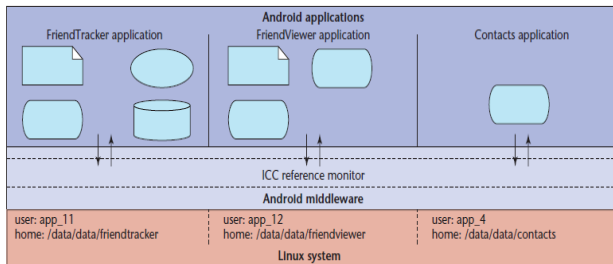 Android applications
FriendTracker application
FriendViewer application
Contacts application
ICC reference monitor
Android middleware
user: app_11
home: /data/data/friendtracker
user: app_12
home: /data/data/friendviewer
user: app_4
home: /data/data/contacts
Linux system